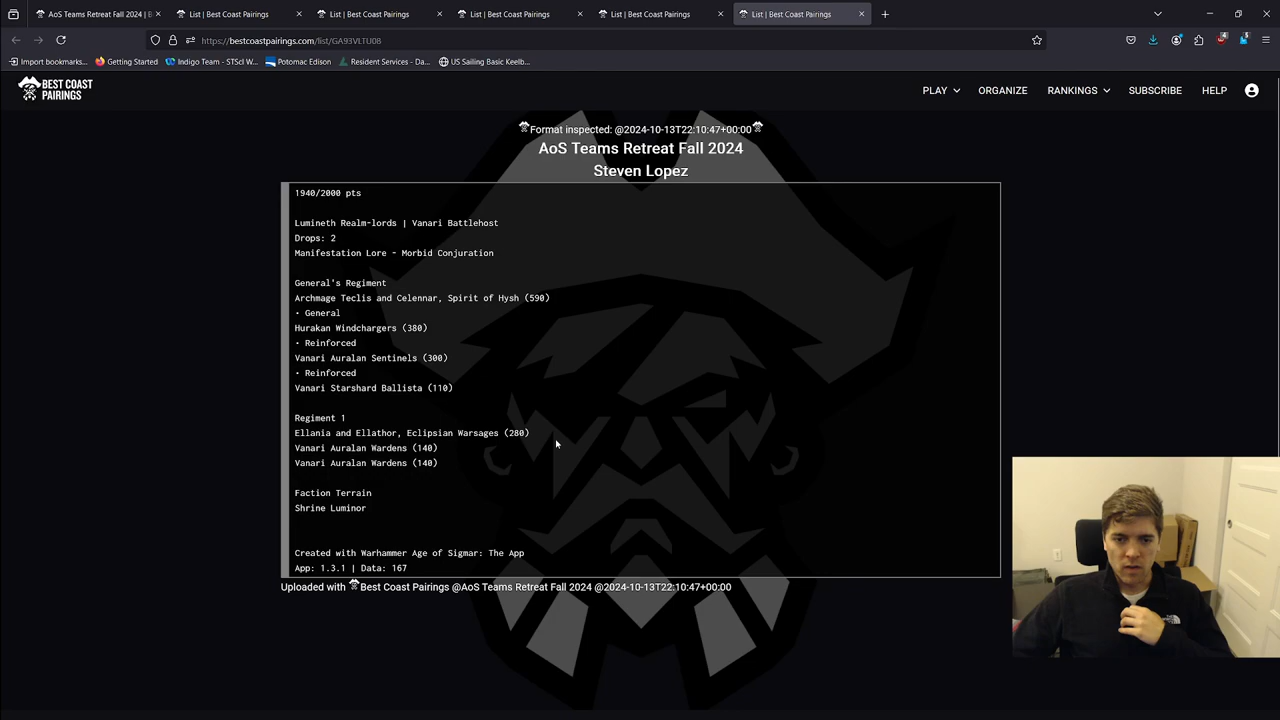 AoS Teams Retreat Fall 2024 | B
List | Best Coast Pairings
List | Best Coast Pairings
List | Best Coast Pairings
List | Best Coast Pairings
List | Best Coast Pairings
https://bestcoastpairings.com/list/GA93VLTU08
Import bookmarks...
Getting Started
Indigo Team - STScI W...
Potomac Edison
Resident Services - Da...
US Sailing Basic Keelb...
BEST COAST
PAIRINGS
PLAY
ORGANIZE
RANKINGS
SUBSCRIBE
HELP
Format inspected: @2024-10-13T22:10:47+00:00
AoS Teams Retreat Fall 2024
Steven Lopez
1940/2000 pts
Lumineth Realm-lords | Vanari Battlehost
Drops: 2
Manifestation Lore - Morbid Conjuration
General's Regiment
Archmage Teclis and Celennar, Spirit of Hysh (590)
• General
Hurakan Windchargers (380)
• Reinforced
Vanari Auralan Sentinels (300)
• Reinforced
Vanari Starshard Ballista (110)
Regiment 1
Ellania and Ellathor, Eclipsian Warsages (280)
Vanari Auralan Wardens (140)
Vanari Auralan Wardens (140)
Faction Terrain
Shrine Luminor
Created with Warhammer Age of Sigmar: The App
App: 1.3.1 | Data: 167
Uploaded with Best Coast Pairings @AoS Teams Retreat Fall 2024 @2024-10-13T22:10:47+00:00